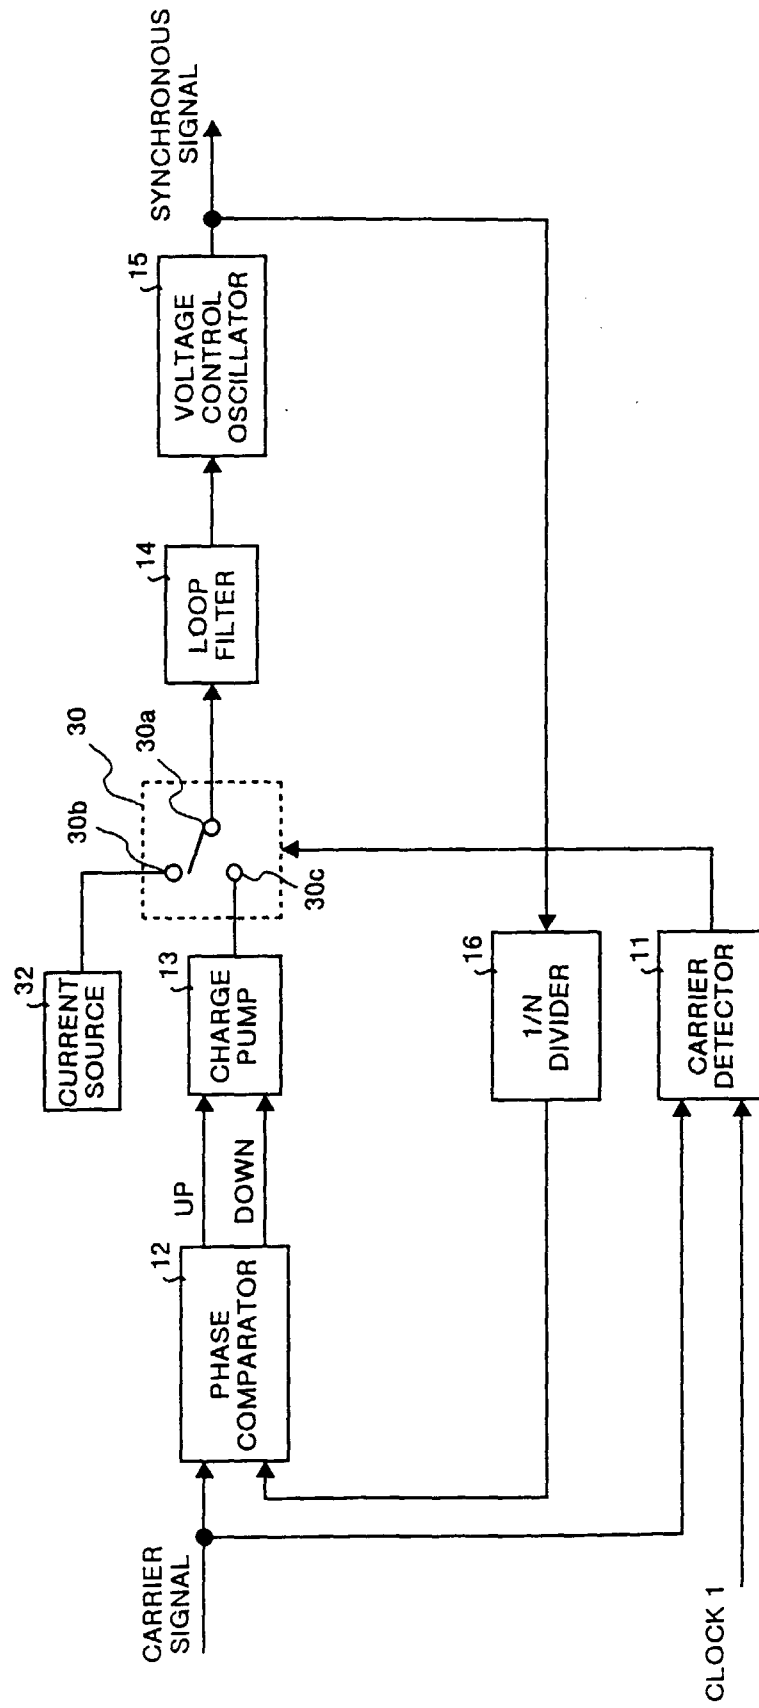 CARRIER
SIGNAL
12
PHASE
COMPARATOR
UP
DOWN
32
CURRENT
SOURCE
13
CHARGE
PUMP
30b
30
30a
30c
14
LOOP
FILTER
15
VOLTAGE
CONTROL
OSCILLATOR
SYNCHRONOUS
SIGNAL
16
1/N
DIVIDER
11
CARRIER
DETECTOR
CLOCK 1